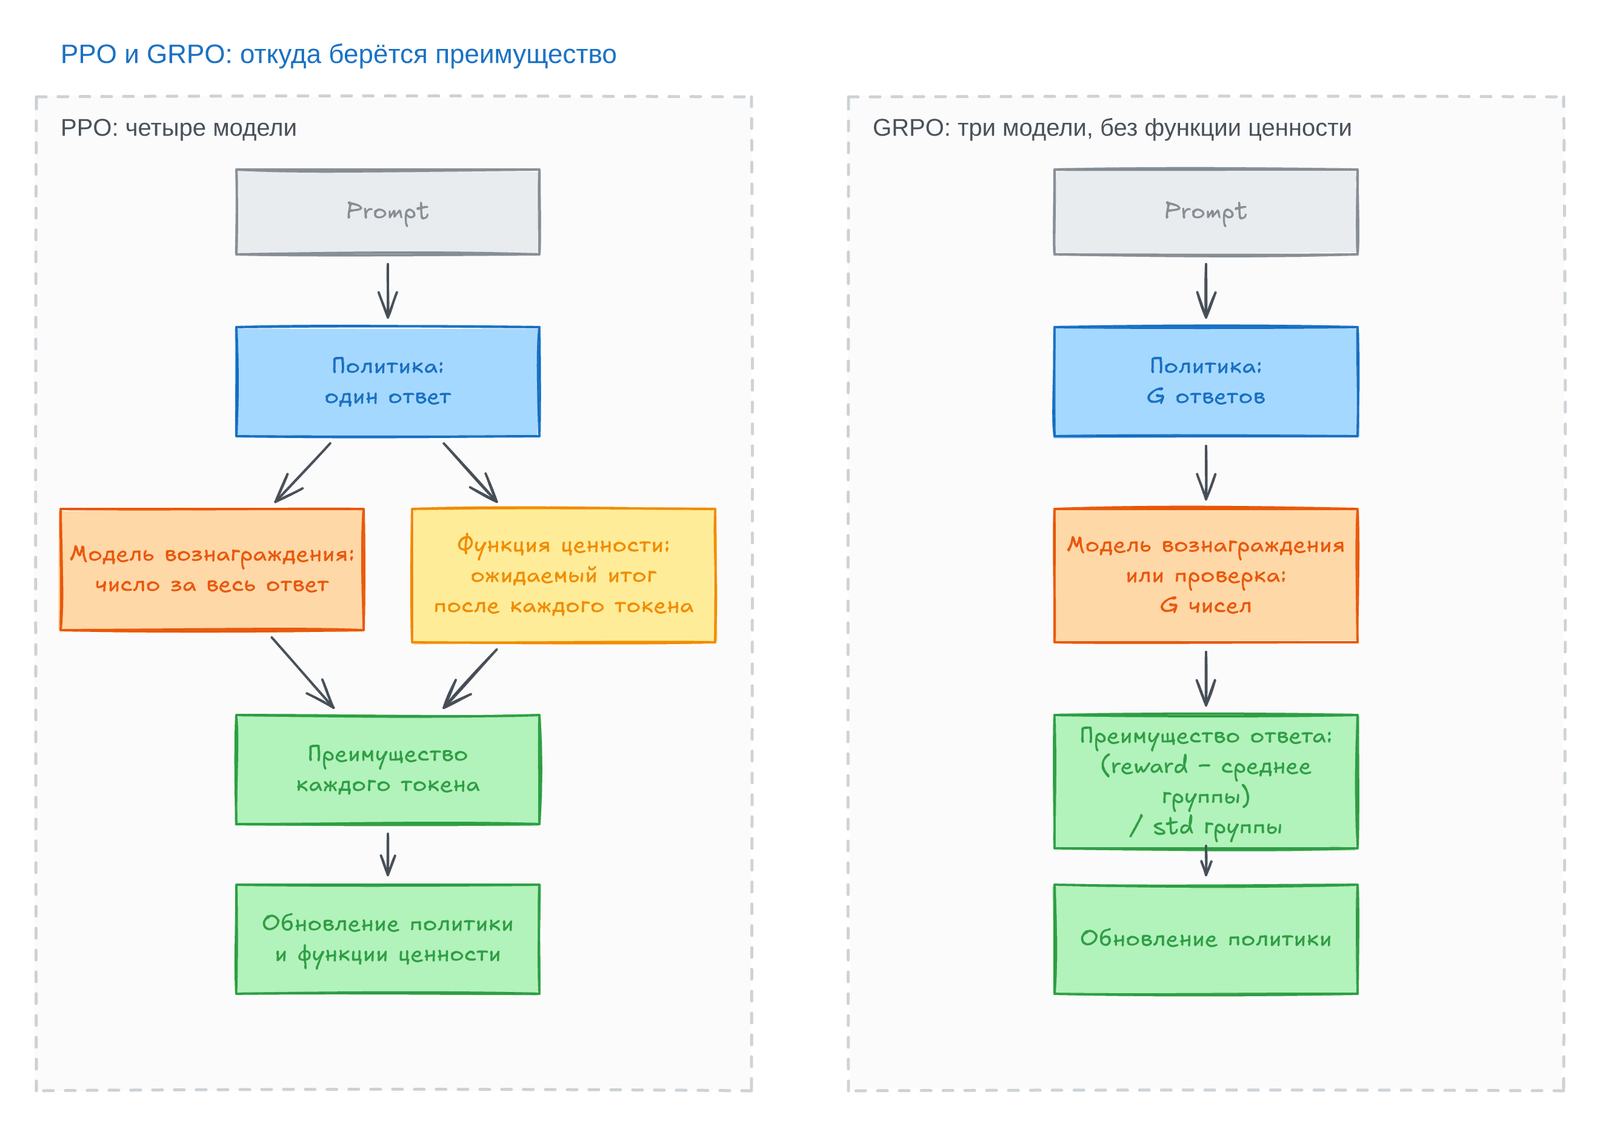 PPO и GRPO: откуда берётся преимущество
PPO: четыре модели
Prompt
Политика:
один ответ
Модель вознаграждения:
число за весь ответ
Функция ценности:
ожидаемый итог
после каждого токена
Преимущество
каждого токена
Обновление политики
и функции ценности
GRPO: три модели, без функции ценности
Prompt
Политика:
G ответов
Модель вознаграждения
или проверка:
G чисел
Преимущество ответа:
(reward − среднее
группы)
/ std группы
Обновление политики